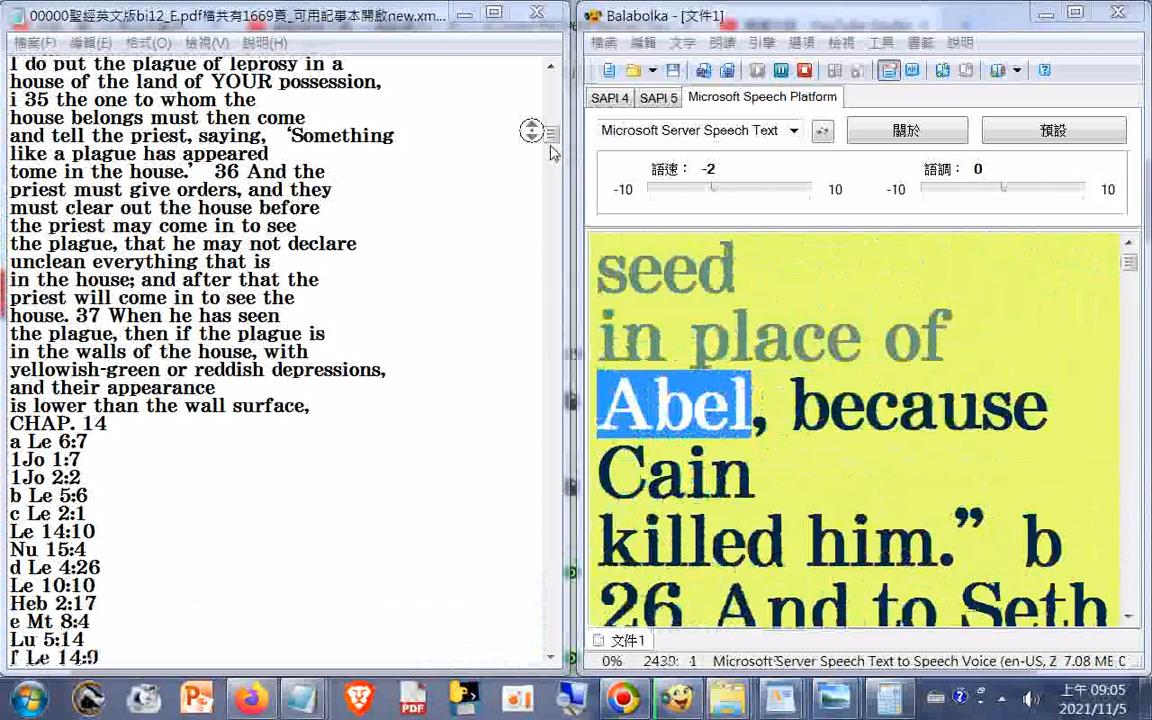 00000聖經英文版bi12_E.pdf檔共有1669頁_可用記事本開啟new.xm...
檔案(F) 編輯(E) 格式(O) 檢視(V) 說明(H)
I do put the plague of leprosy in a
house of the land of YOUR possession,
i 35 the one to whom the
house belongs must then come
and tell the priest, saying, ‘Something
like a plague has appeared
tome in the house.’ 36 And the
priest must give orders, and they
must clear out the house before
the priest may come in to see
the plague, that he may not declare
unclean everything that is
in the house; and after that the
priest will come in to see the
house. 37 When he has seen
the plague, then if the plague is
in the walls of the house, with
yellowish-green or reddish depressions,
and their appearance
is lower than the wall surface,
CHAP. 14
a Le 6:7
1Jo 1:7
1Jo 2:2
b Le 5:6
c Le 2:1
Le 14:10
Nu 15:4
d Le 4:26
Le 10:10
Heb 2:17
e Mt 8:4
Lu 5:14
f Le 14:9
Balabolka - [文件1]
檔案 編輯 文字 朗讀 引擎 選項 檢視 工具 書籤 說明
SAPI 4 SAPI 5 Microsoft Speech Platform
Microsoft Server Speech Text 關於 預設
語速： -2 語調： 0
-10 10 -10 10
seed
in place of
Abel, because
Cain
killed him.” b
26 And to Seth
文件1
0% 2430: 1 Microsoft Server Speech Text to Speech Voice (en-US, Z 7.08 MB
上午 09:05
2021/11/5